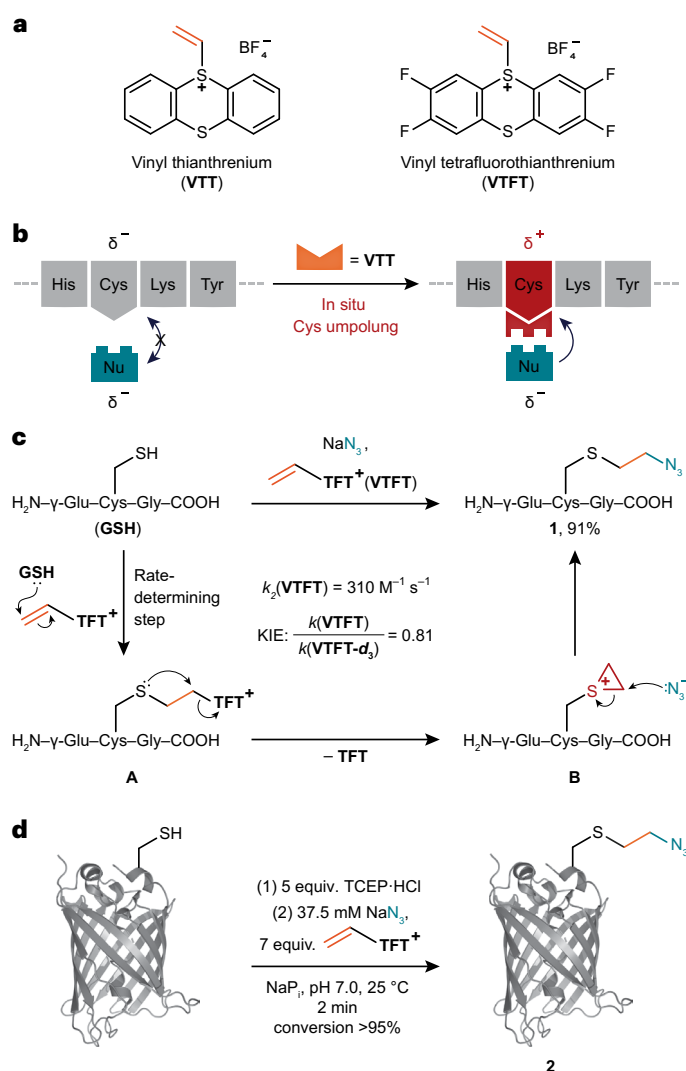 a
BF₄⁻
S
+
S
Vinyl thianthrenium
(VTT)
BF₄⁻
F
F
S
+
S
F
F
Vinyl tetrafluorothianthrenium
(VTFT)
b
δ⁻
His Cys Lys Tyr
x
Nu
δ⁻
= VTT
In situ
Cys umpolung
δ⁺
His Cys Lys Tyr
Nu
δ⁻
c
SH
H₂N–γ-Glu–Cys–Gly–COOH
(GSH)
NaN₃,
TFT⁺ (VTFT)
S
N₃
H₂N–γ-Glu–Cys–Gly–COOH
1, 91%
GSH
TFT⁺
Rate-
determining
step
k₂(VTFT) = 310 M⁻¹ s⁻¹
KIE: k(VTFT) / k(VTFT-d₃) = 0.81
S
TFT⁺
H₂N–γ-Glu–Cys–Gly–COOH
A
– TFT
S
+
:N₃⁻
H₂N–γ-Glu–Cys–Gly–COOH
B
d
SH
(1) 5 equiv. TCEP·HCl
(2) 37.5 mM NaN₃,
7 equiv. TFT⁺
NaPᵢ, pH 7.0, 25 °C
2 min
conversion >95%
S
N₃
2